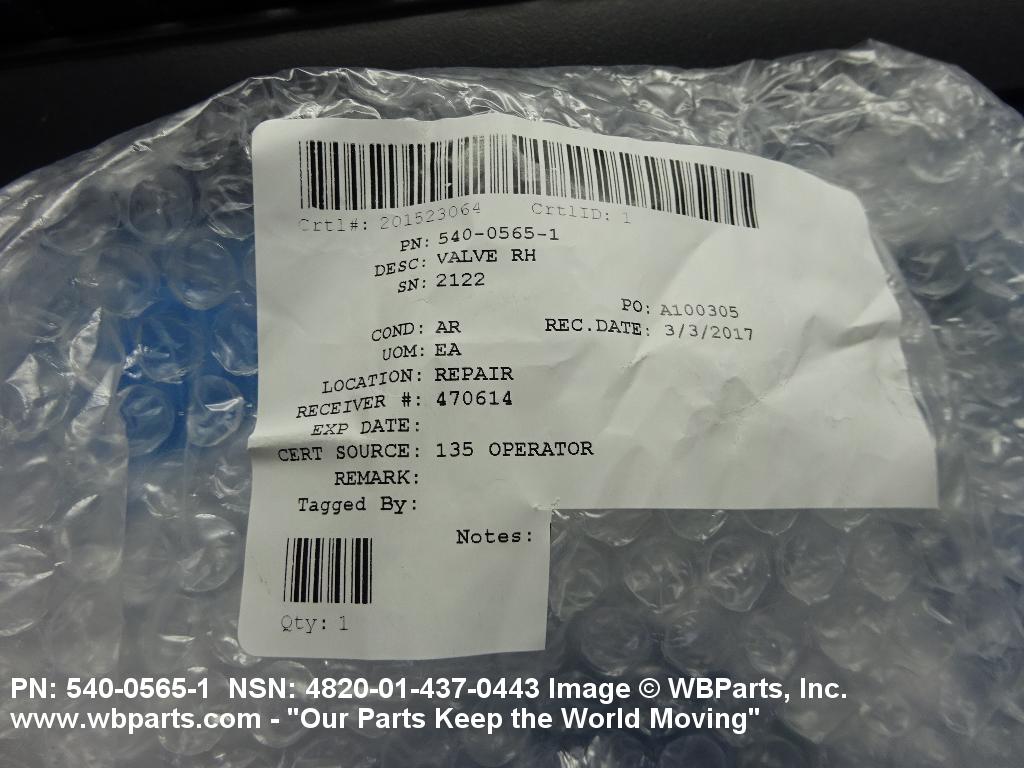 Crtl#: 201523064 CrtlID: 1
PN: 540-0565-1
DESC: VALVE RH
SN: 2122
PO: A100305
COND: AR REC.DATE: 3/3/2017
UOM: EA
LOCATION: REPAIR
RECEIVER #: 470614
EXP DATE:
CERT SOURCE: 135 OPERATOR
REMARK:
Tagged By:
Notes:
Qty: 1
PN: 540-0565-1 NSN: 4820-01-437-0443 Image © WBParts, Inc.
www.wbparts.com - "Our Parts Keep the World Moving"